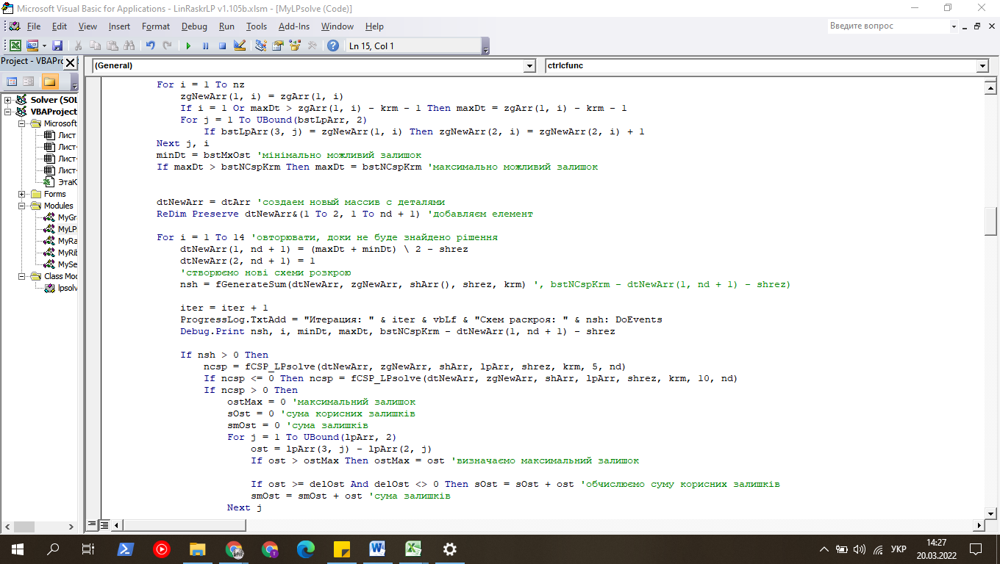 Microsoft Visual Basic for Applications - LinRaskrLP v1.105b.xlsm - [MyLPsolve (Code)]
File Edit View Insert Format Debug Run Tools Add-Ins Window Help
Введите вопрос
Ln 15, Col 1
Project - VBAPro
(General)
ctrlcfunc
Solver (SOL
VBAProject
Microsoft
Лист
Лист
Лист
Лист
ЭтаК
Forms
Modules
MyGr
MyLP
MyRa
MyRib
MySe
Class Mod
lpsolv
For i = 1 To nz
zgNewArr(1, i) = zgArr(1, i)
If i = 1 Or maxDt > zgArr(1, i) - krm - 1 Then maxDt = zgArr(1, i) - krm - 1
For j = 1 To UBound(bstLpArr, 2)
If bstLpArr(3, j) = zgNewArr(1, i) Then zgNewArr(2, i) = zgNewArr(2, i) + 1
Next j, i
minDt = bstMxOst 'мінімально можливий залишок
If maxDt > bstNCspKrm Then maxDt = bstNCspKrm 'максимально можливий залишок
dtNewArr = dtArr 'создаем новый массив с деталями
ReDim Preserve dtNewArr&(1 To 2, 1 To nd + 1) 'добавляєм елемент
For i = 1 To 14 'овторювати, доки не буде знайдено рішення
dtNewArr(1, nd + 1) = (maxDt + minDt) \ 2 - shrez
dtNewArr(2, nd + 1) = 1
'створюємо нові схеми розкрою
nsh = fGenerateSum(dtNewArr, zgNewArr, shArr(), shrez, krm) ', bstNCspKrm - dtNewArr(1, nd + 1) - shrez)
iter = iter + 1
ProgressLog.TxtAdd = "Итерация: " & iter & vbLf & "Схем раскроя: " & nsh: DoEvents
Debug.Print nsh, i, minDt, maxDt, bstNCspKrm - dtNewArr(1, nd + 1) - shrez
If nsh > 0 Then
ncsp = fCSP_LPsolve(dtNewArr, zgNewArr, shArr, lpArr, shrez, krm, 5, nd)
If ncsp <= 0 Then ncsp = fCSP_LPsolve(dtNewArr, zgNewArr, shArr, lpArr, shrez, krm, 10, nd)
If ncsp > 0 Then
ostMax = 0 'максимальний залишок
sOst = 0 'сума корисних залишків
smOst = 0 'сума залишків
For j = 1 To UBound(lpArr, 2)
ost = lpArr(3, j) - lpArr(2, j)
If ost > ostMax Then ostMax = ost 'визначаємо максимальний залишок
If ost >= delOst And delOst <> 0 Then sOst = sOst + ost 'обчислюємо суму корисних залишків
smOst = smOst + ost 'сума залишків
Next j
УКР
14:27
20.03.2022